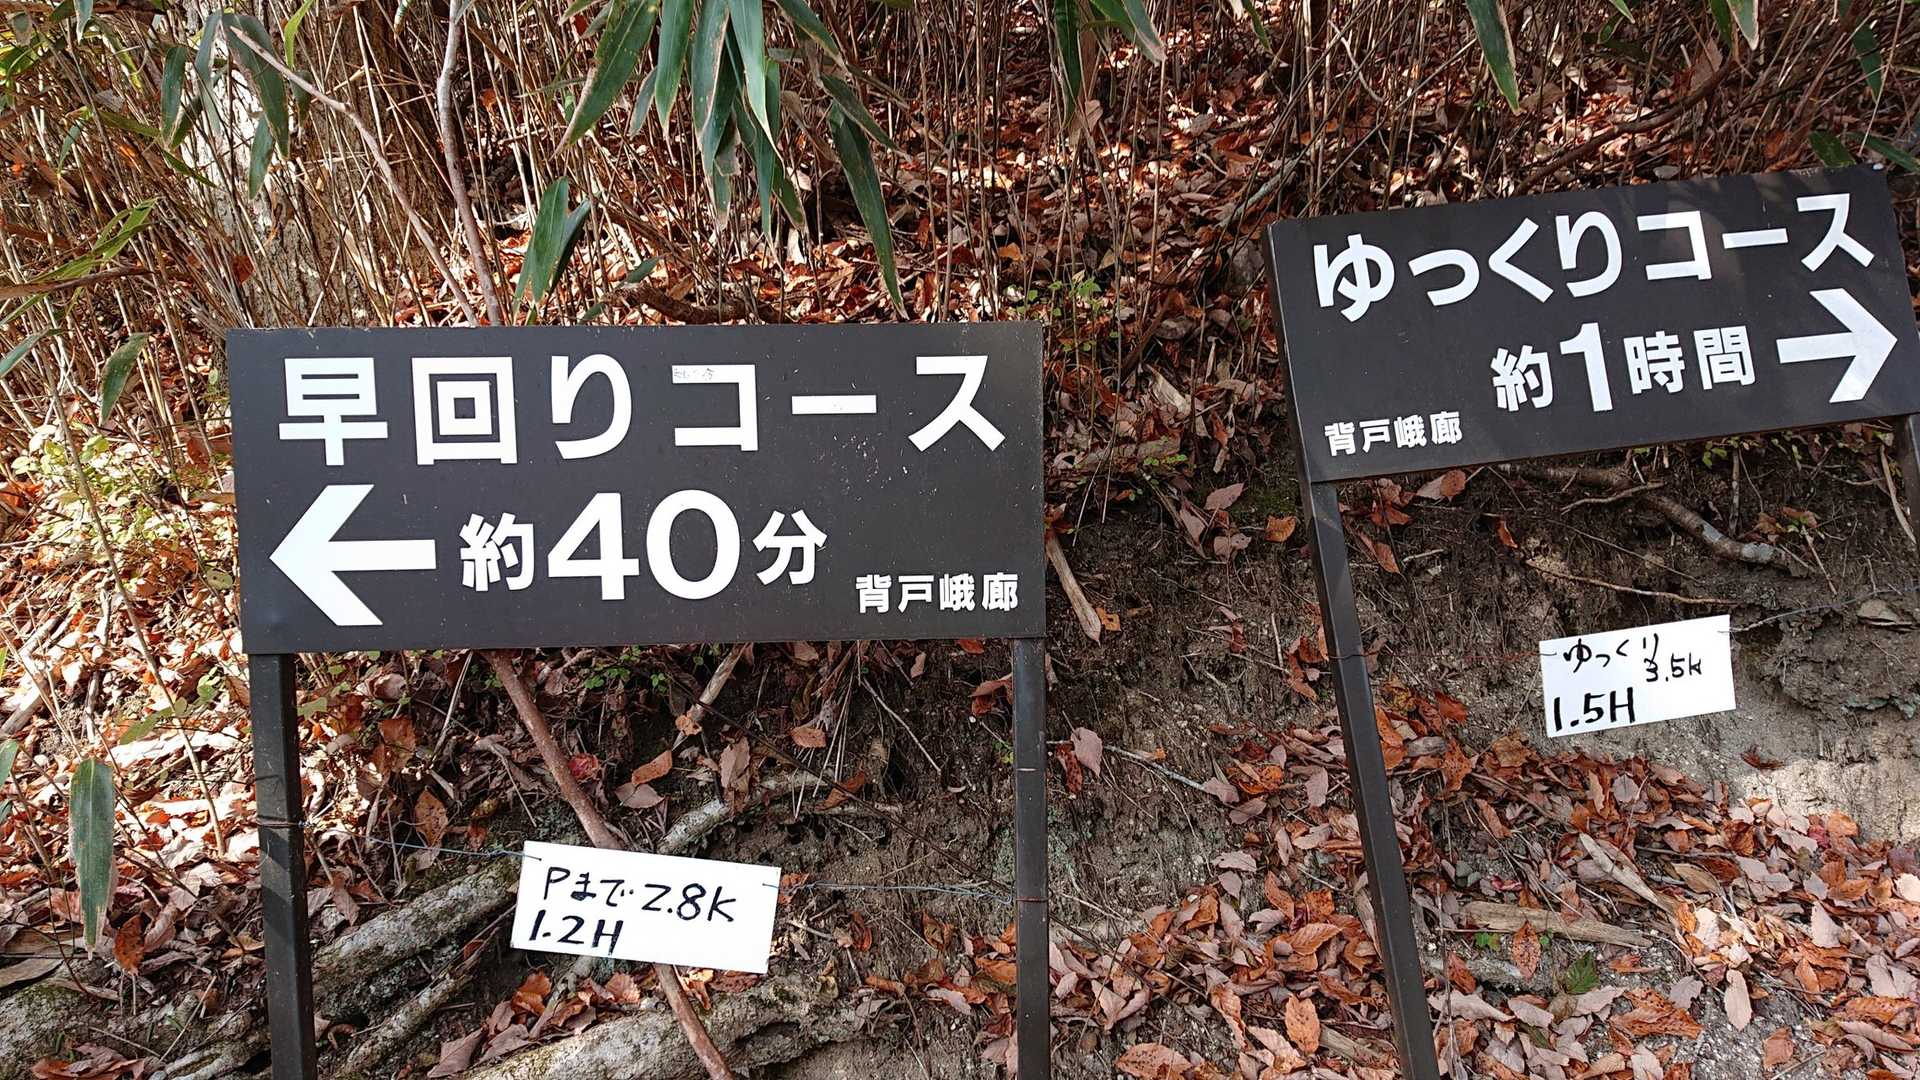 早回りコース
← 約40分
背戸峨廊
Pまで 2.8K
1.2H
ゆっくりコース
約1時間 →
背戸峨廊
ゆっくり
3.5K
1.5H